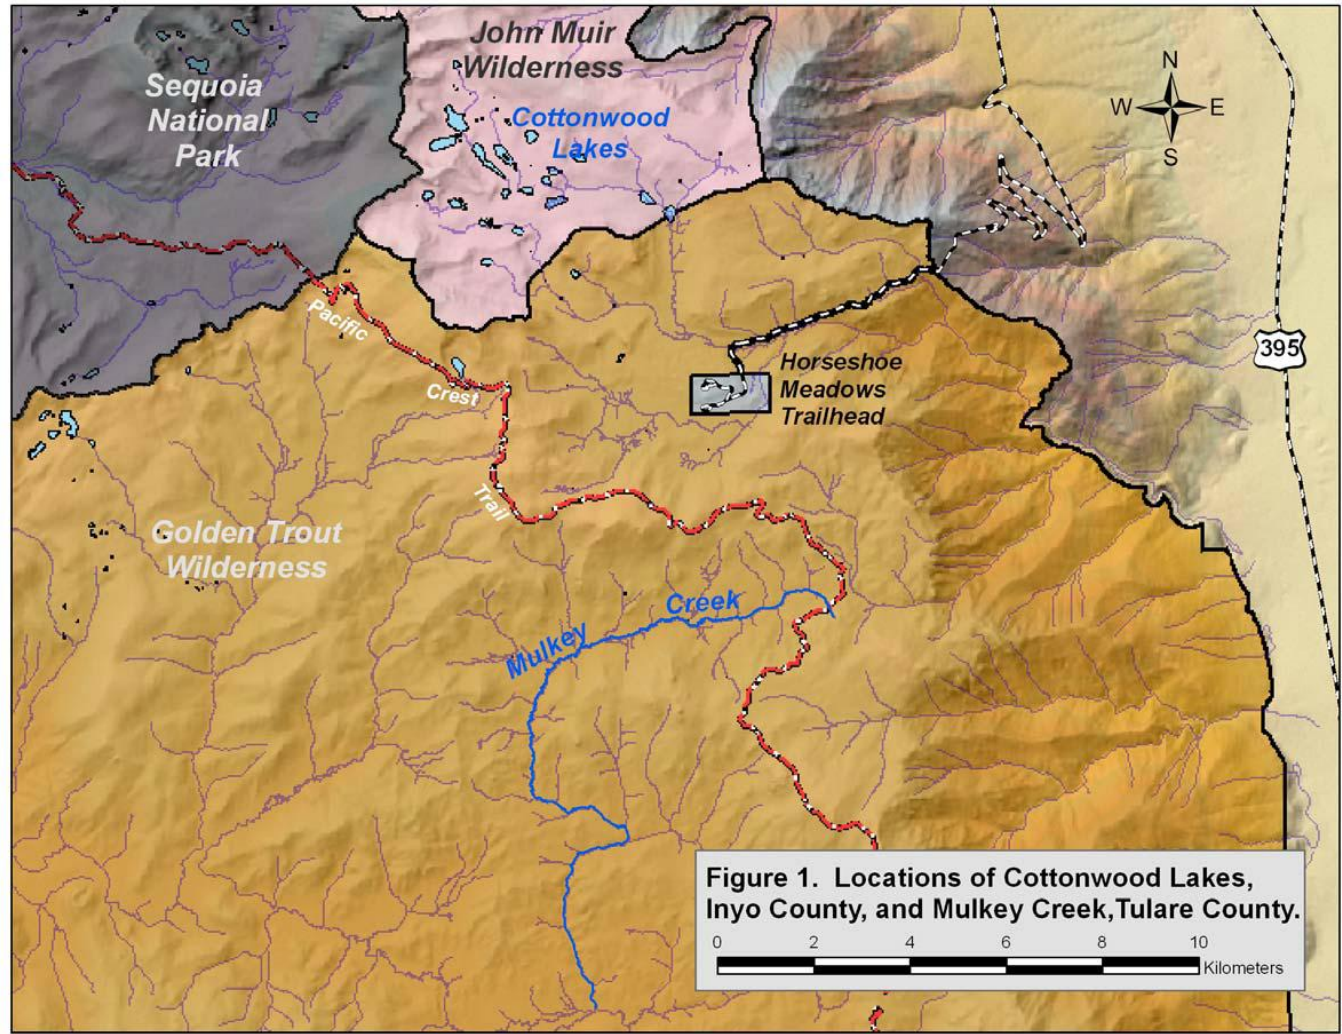 John Muir
Wilderness
Sequoia
National
Park
Cottonwood
Lakes
N
W
E
S
395
Pacific
Crest
Trail
Horseshoe
Meadows
Trailhead
Golden Trout
Wilderness
Mulkey
Creek
Figure 1. Locations of Cottonwood Lakes,
Inyo County, and Mulkey Creek,Tulare County.
0 2 4 6 8 10
Kilometers